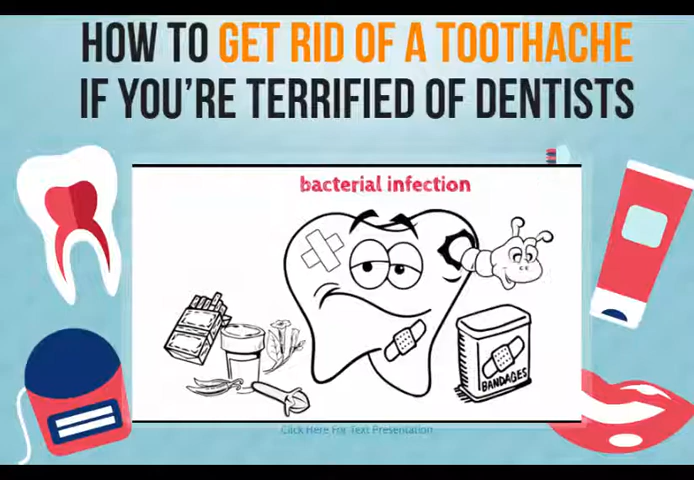 HOW TO GET RID OF A TOOTHACHE
IF YOU'RE TERRIFIED OF DENTISTS
bacterial infection
BANDAGES
Click Here For Text Presentation